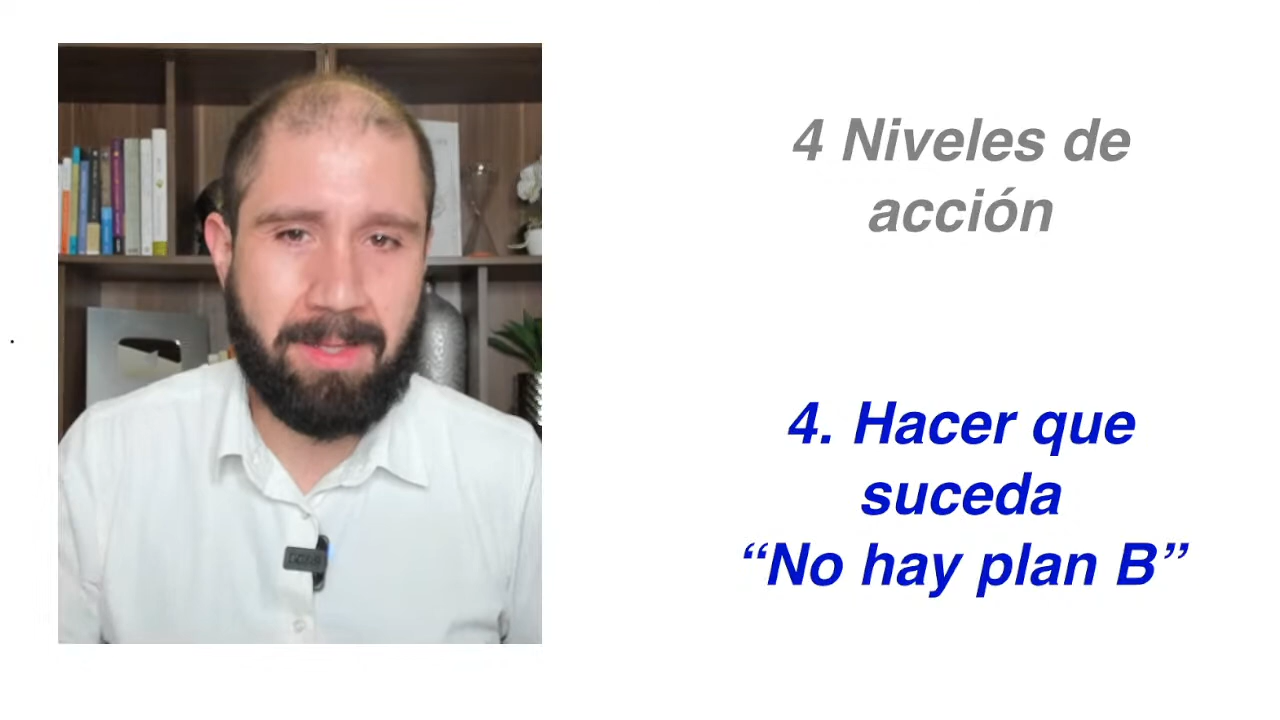 4 Niveles de
acción
4. Hacer que
suceda
“No hay plan B”